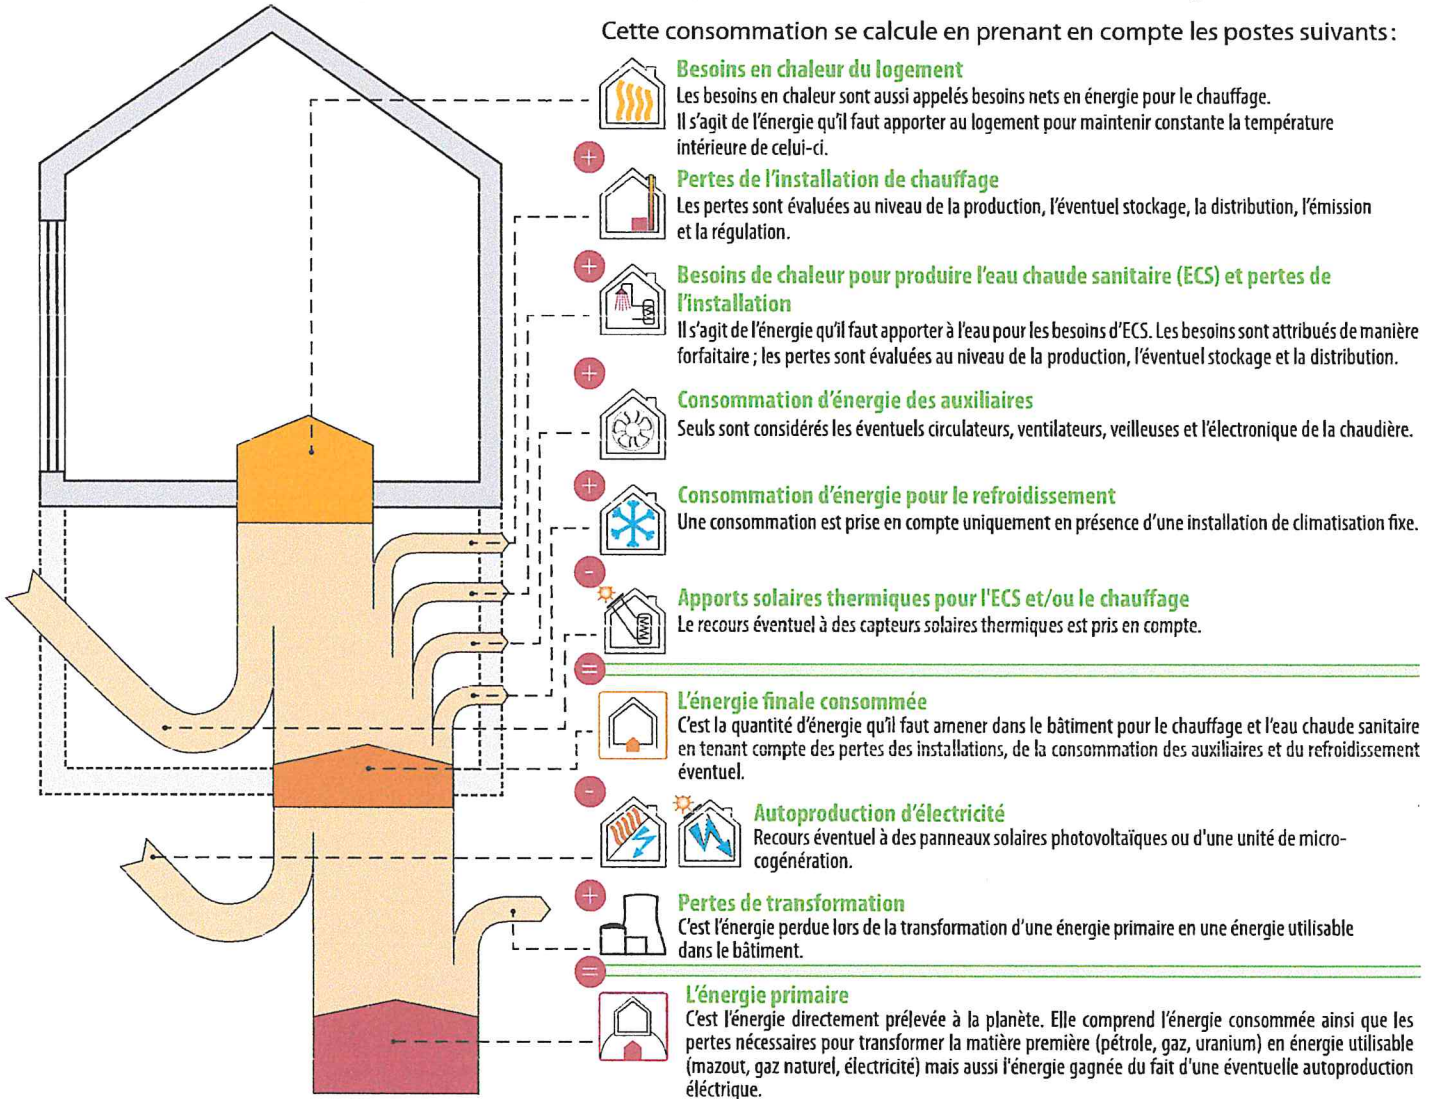 Cette consommation se calcule en prenant en compte les postes suivants :
Besoins en chaleur du logement
Les besoins en chaleur sont aussi appelés besoins nets en énergie pour le chauffage.
Il s'agit de l'énergie qu'il faut apporter au logement pour maintenir constante la température
intérieure de celui-ci.
+
Pertes de l'installation de chauffage
Les pertes sont évaluées au niveau de la production, l'éventuel stockage, la distribution, l'émission
et la régulation.
+
Besoins de chaleur pour produire l'eau chaude sanitaire (ECS) et pertes de
l'installation
Il s'agit de l'énergie qu'il faut apporter à l'eau pour les besoins d'ECS. Les besoins sont attribués de manière
forfaitaire ; les pertes sont évaluées au niveau de la production, l'éventuel stockage et la distribution.
+
Consommation d'énergie des auxiliaires
Seuls sont considérés les éventuels circulateurs, ventilateurs, veilleuses et l'électronique de la chaudière.
+
Consommation d'énergie pour le refroidissement
Une consommation est prise en compte uniquement en présence d'une installation de climatisation fixe.
-
Apports solaires thermiques pour l'ECS et/ou le chauffage
Le recours éventuel à des capteurs solaires thermiques est pris en compte.
=
L'énergie finale consommée
C'est la quantité d'énergie qu'il faut amener dans le bâtiment pour le chauffage et l'eau chaude sanitaire
en tenant compte des pertes des installations, de la consommation des auxiliaires et du refroidissement
éventuel.
-
Autoproduction d'électricité
Recours éventuel à des panneaux solaires photovoltaïques ou d'une unité de micro-
cogénération.
+
Pertes de transformation
C'est l'énergie perdue lors de la transformation d'une énergie primaire en une énergie utilisable
dans le bâtiment.
=
L'énergie primaire
C'est l'énergie directement prélevée à la planète. Elle comprend l'énergie consommée ainsi que les
pertes nécessaires pour transformer la matière première (pétrole, gaz, uranium) en énergie utilisable
(mazout, gaz naturel, électricité) mais aussi l'énergie gagnée du fait d'une éventuelle autoproduction
éléctrique.